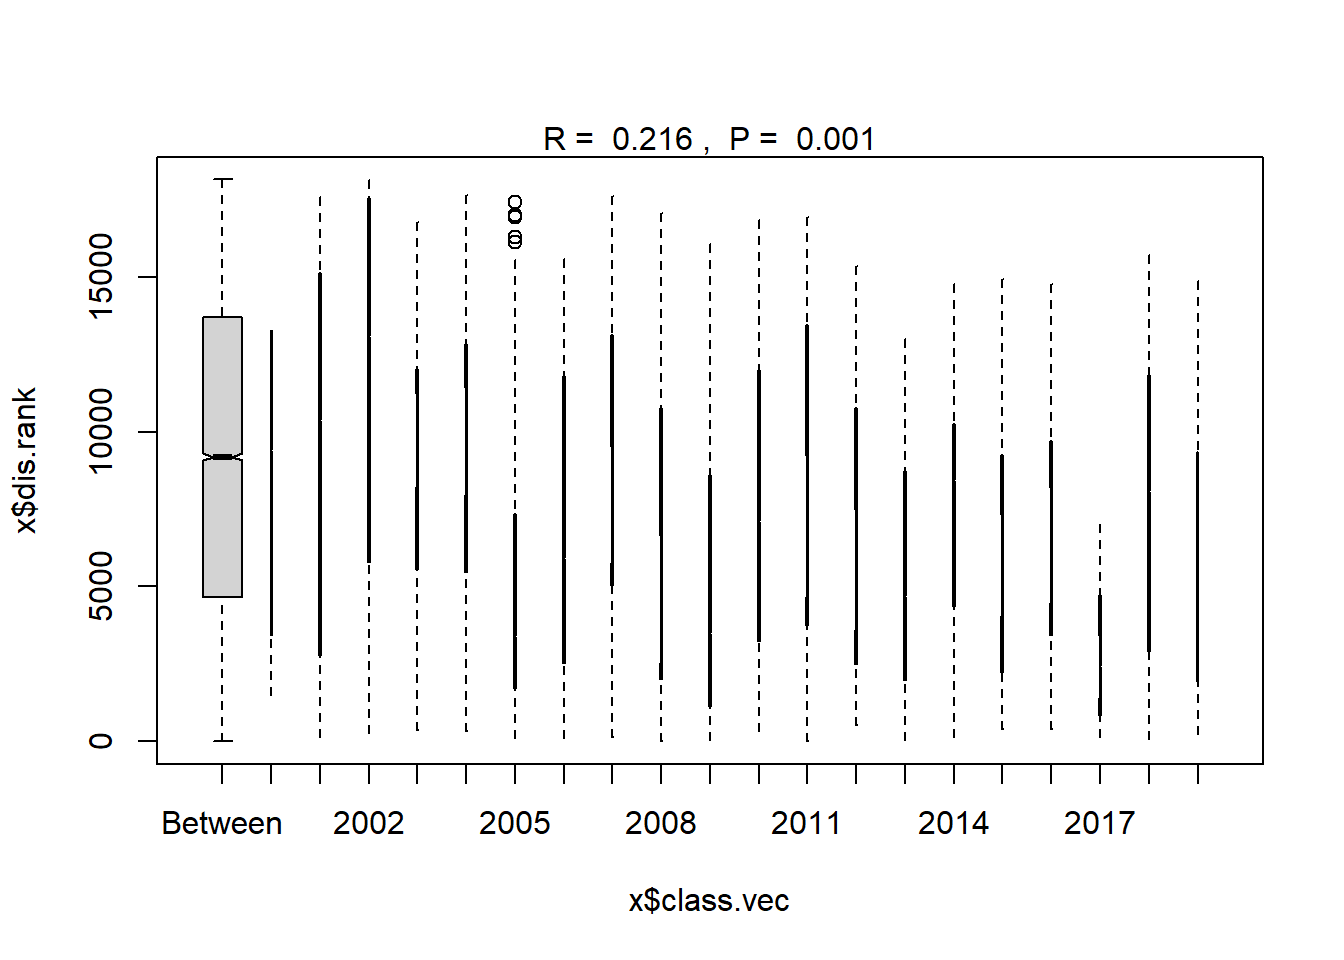 R =  0.216 ,  P =  0.001
x$dis.rank
15000
10000
5000
0
Between 2002 2005 2008 2011 2014 2017
x$class.vec